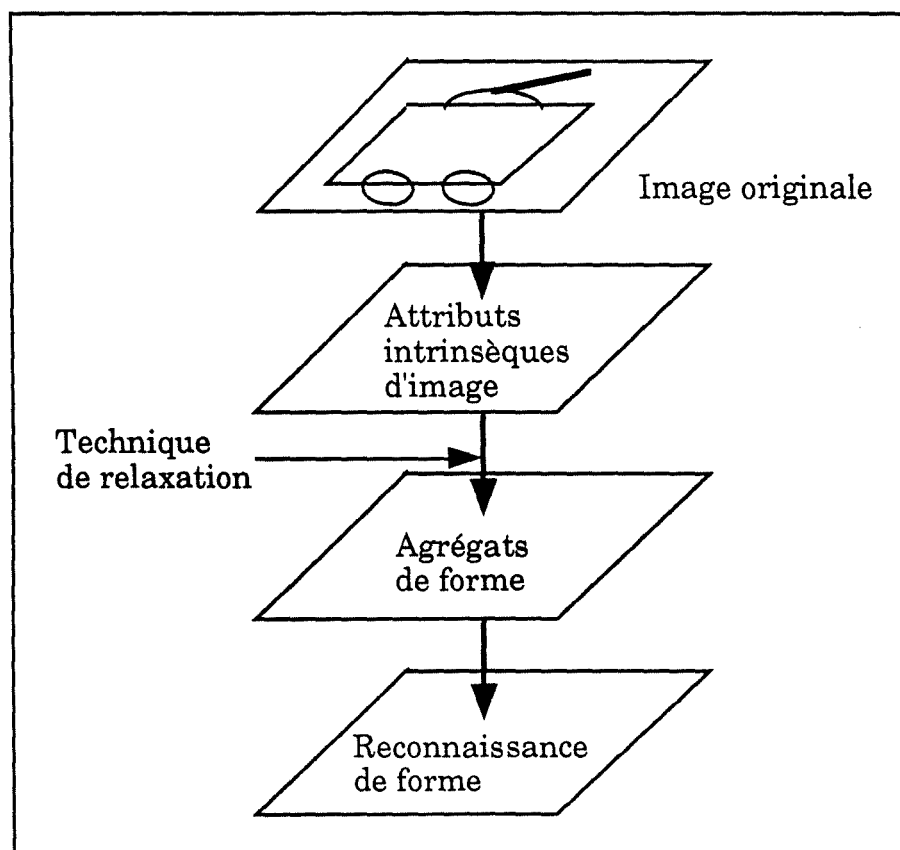 Image originale
Attributs
intrinsèques
d'image
Technique
de relaxation
Agrégats
de forme
Reconnaissance
de forme